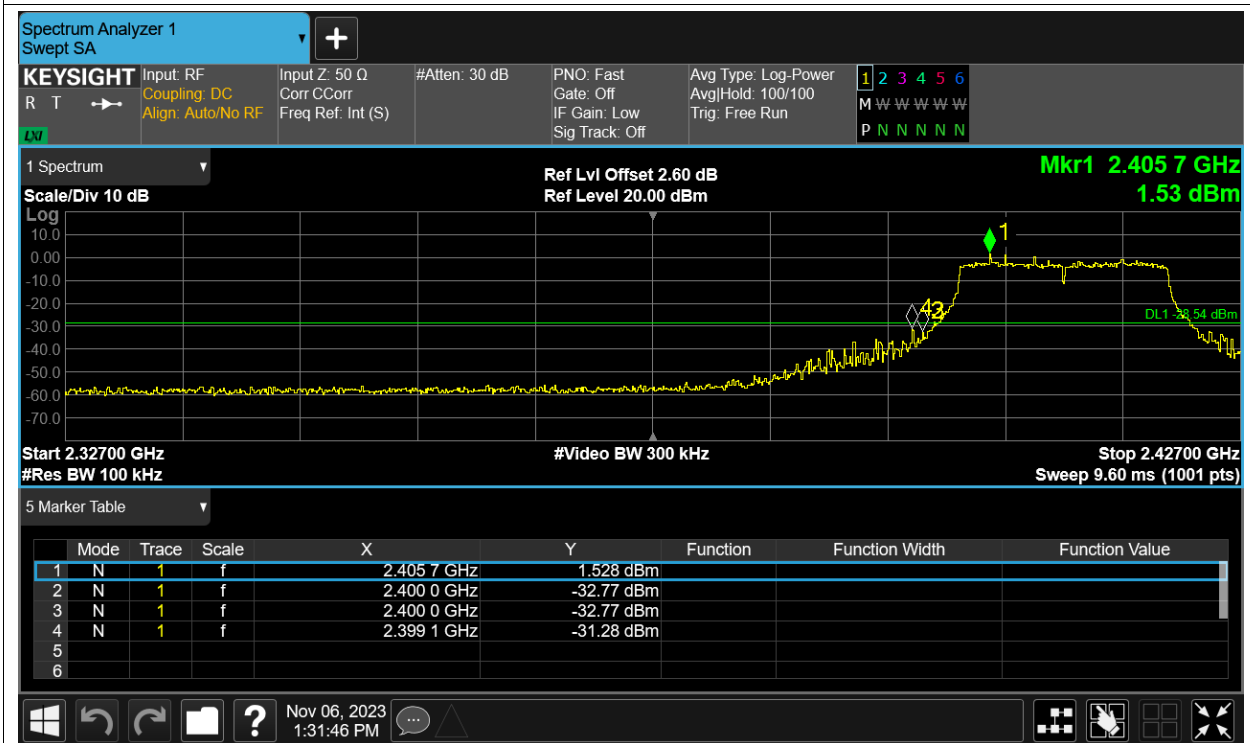 Spectrum Analyzer 1
Swept SA
+
KEYSIGHT
R T
LXI
Input: RF
Coupling: DC
Align: Auto/No RF
Input Z: 50 Ω
Corr CCorr
Freq Ref: Int (S)
#Atten: 30 dB
PNO: Fast
Gate: Off
IF Gain: Low
Sig Track: Off
Avg Type: Log-Power
Avg|Hold: 100/100
Trig: Free Run
1 2 3 4 5 6
M W W W W W
P N N N N N
1 Spectrum
Scale/Div 10 dB
Ref Lvl Offset 2.60 dB
Ref Level 20.00 dBm
Mkr1 2.405 7 GHz
1.53 dBm
Log
10.0
0.00
-10.0
-20.0
-30.0
-40.0
-50.0
-60.0
-70.0
1
4
DL1 -28.54 dBm
Start 2.32700 GHz
#Video BW 300 kHz
Stop 2.42700 GHz
#Res BW 100 kHz
Sweep 9.60 ms (1001 pts)
5 Marker Table
Mode Trace Scale X Y Function Function Width Function Value
1 N 1 f 2.405 7 GHz 1.528 dBm
2 N 1 f 2.400 0 GHz -32.77 dBm
3 N 1 f 2.400 0 GHz -32.77 dBm
4 N 1 f 2.399 1 GHz -31.28 dBm
5
6
?
Nov 06, 2023
1:31:46 PM